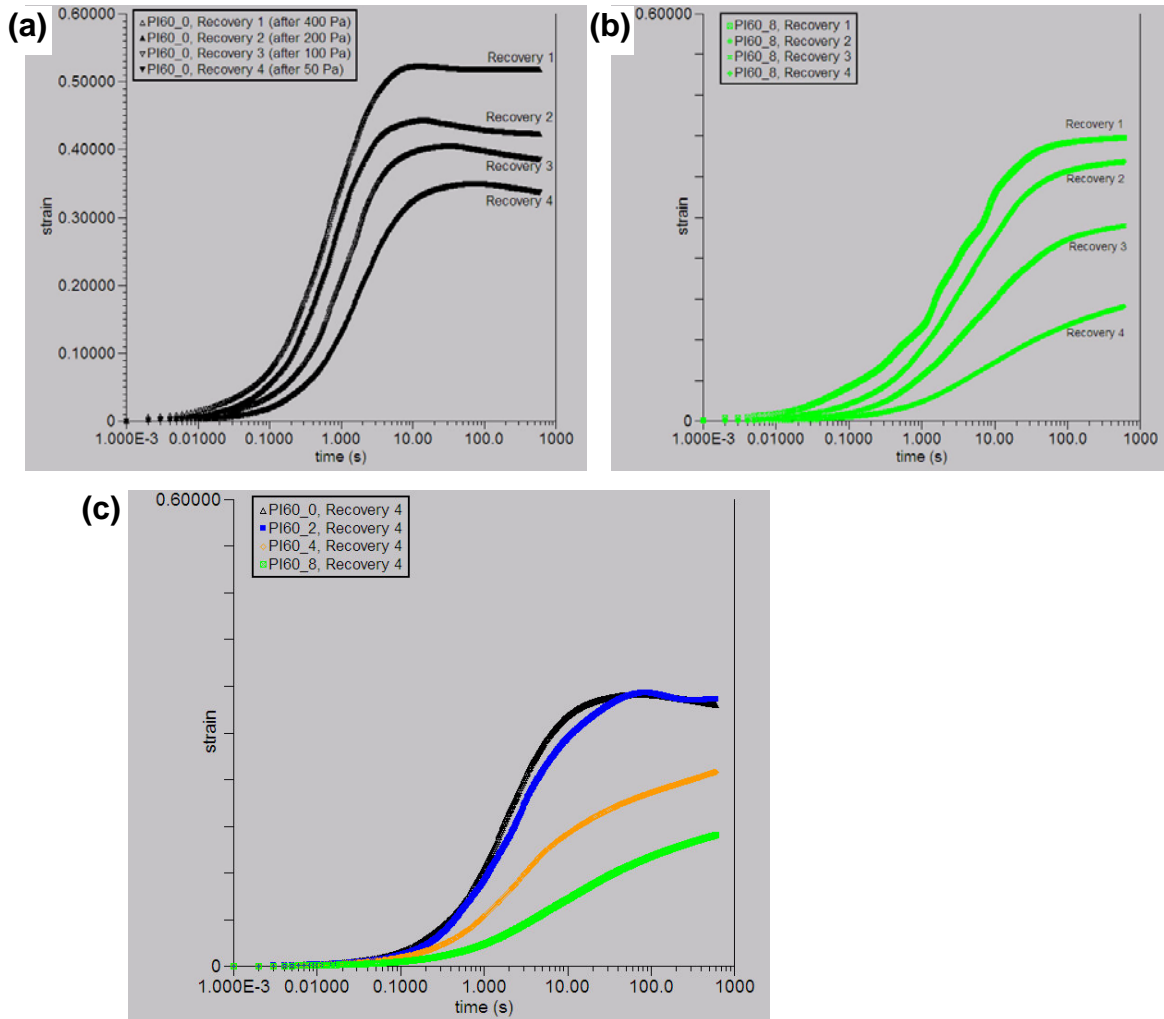 (a)
0.60000
0.50000
0.40000
0.30000
0.20000
0.10000
0
strain
PI60_0, Recovery 1 (after 400 Pa)
PI60_0, Recovery 2 (after 200 Pa)
PI60_0, Recovery 3 (after 100 Pa)
PI60_0, Recovery 4 (after 50 Pa)
Recovery 1
Recovery 2
Recovery 3
Recovery 4
1.000E-3 0.01000 0.1000 1.000 10.00 100.0 1000
time (s)
(b)
0.60000
0
strain
PI60_8, Recovery 1
PI60_8, Recovery 2
PI60_8, Recovery 3
PI60_8, Recovery 4
Recovery 1
Recovery 2
Recovery 3
Recovery 4
1.000E-3 0.01000 0.1000 1.000 10.00 100.0 1000
time (s)
(c)
0.60000
0
strain
PI60_0, Recovery 4
PI60_2, Recovery 4
PI60_4, Recovery 4
PI60_8, Recovery 4
1.000E-3 0.01000 0.1000 1.000 10.00 100.0 1000
time (s)